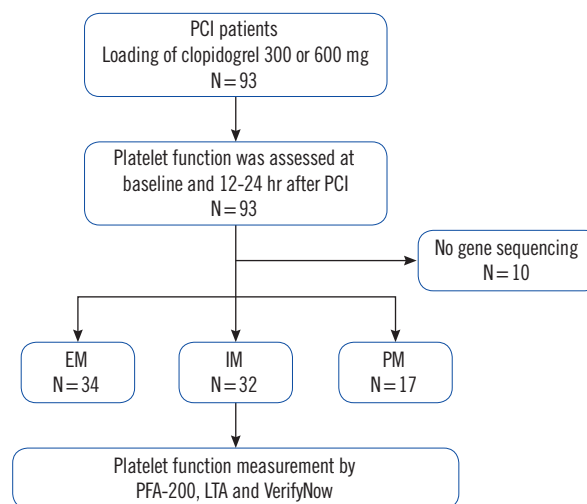 PCI patients
Loading of clopidogrel 300 or 600 mg
N=93
Platelet function was assessed at
baseline and 12-24 hr after PCI
N=93
No gene sequencing
N=10
EM
N=34
IM
N=32
PM
N=17
Platelet function measurement by
PFA-200, LTA and VerifyNow